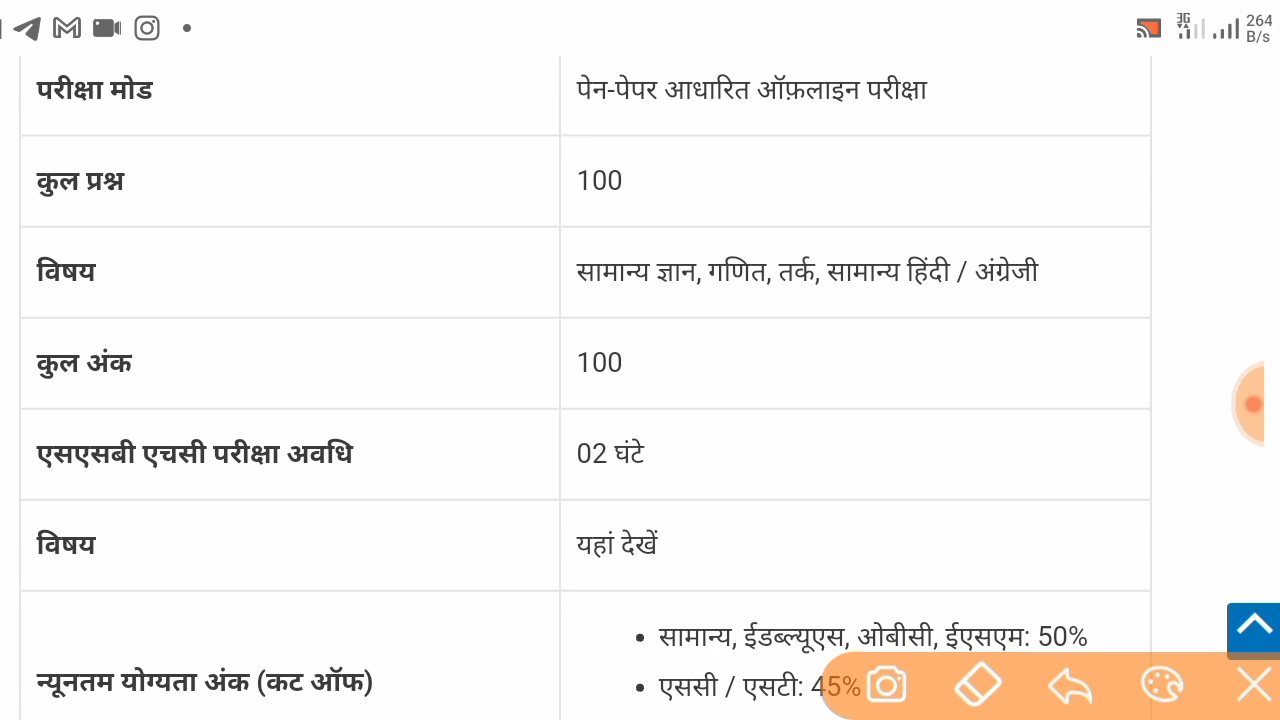 264
3G B/s
परीक्षा मोड पेन-पेपर आधारित ऑफ़लाइन परीक्षा
कुल प्रश्न 100
विषय सामान्य ज्ञान, गणित, तर्क, सामान्य हिंदी / अंग्रेजी
कुल अंक 100
एसएसबी एचसी परीक्षा अवधि 02 घंटे
विषय यहां देखें
न्यूनतम योग्यता अंक (कट ऑफ)
• सामान्य, ईडब्ल्यूएस, ओबीसी, ईएसएम: 50%
• एससी / एसटी: 45%